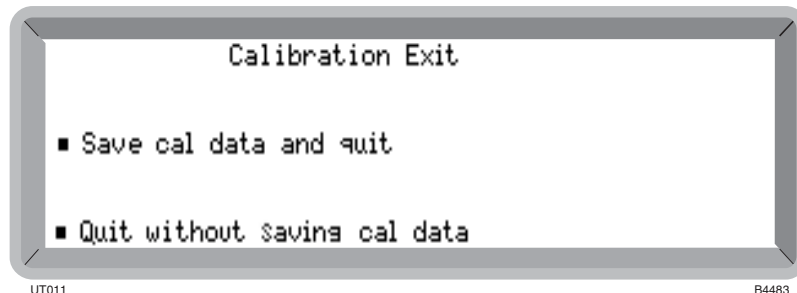 Calibration Exit
▪ Save cal data and quit
▪ Quit without saving cal data
UT011 B4483